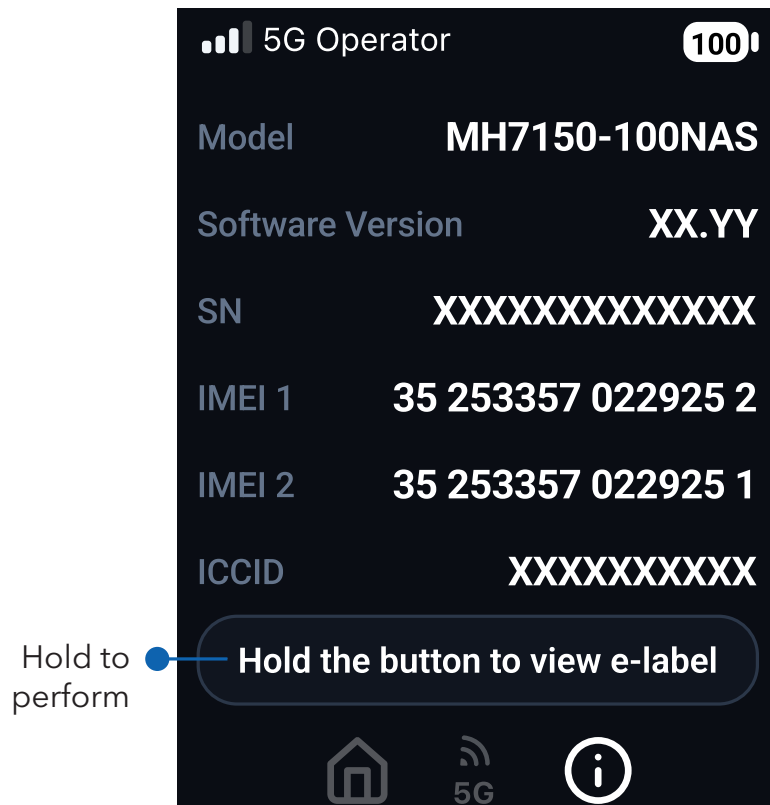 5G Operator 100
Model MH7150-100NAS
Software Version XX.YY
SN XXXXXXXXXXXXX
IMEI 1 35 253357 022925 2
IMEI 2 35 253357 022925 1
ICCID XXXXXXXXXX
Hold to
perform
Hold the button to view e-label
5G